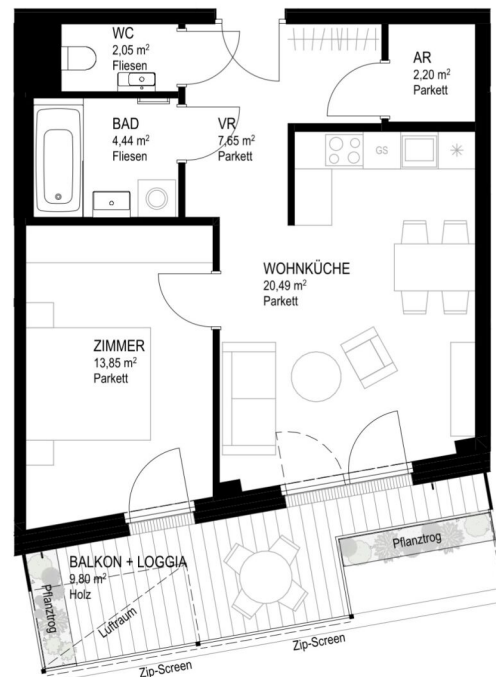 WC
2,05 m²
Fliesen
AR
2,20 m²
Parkett
BAD
4,44 m²
Fliesen
VR
7,65 m²
Parkett
GS
WOHNKÜCHE
20,49 m²
Parkett
ZIMMER
13,85 m²
Parkett
Pflanztrog
BALKON + LOGGIA
9,80 m²
Holz
Pflanztrog
Luftraum
Zip-Screen
Zip-Screen